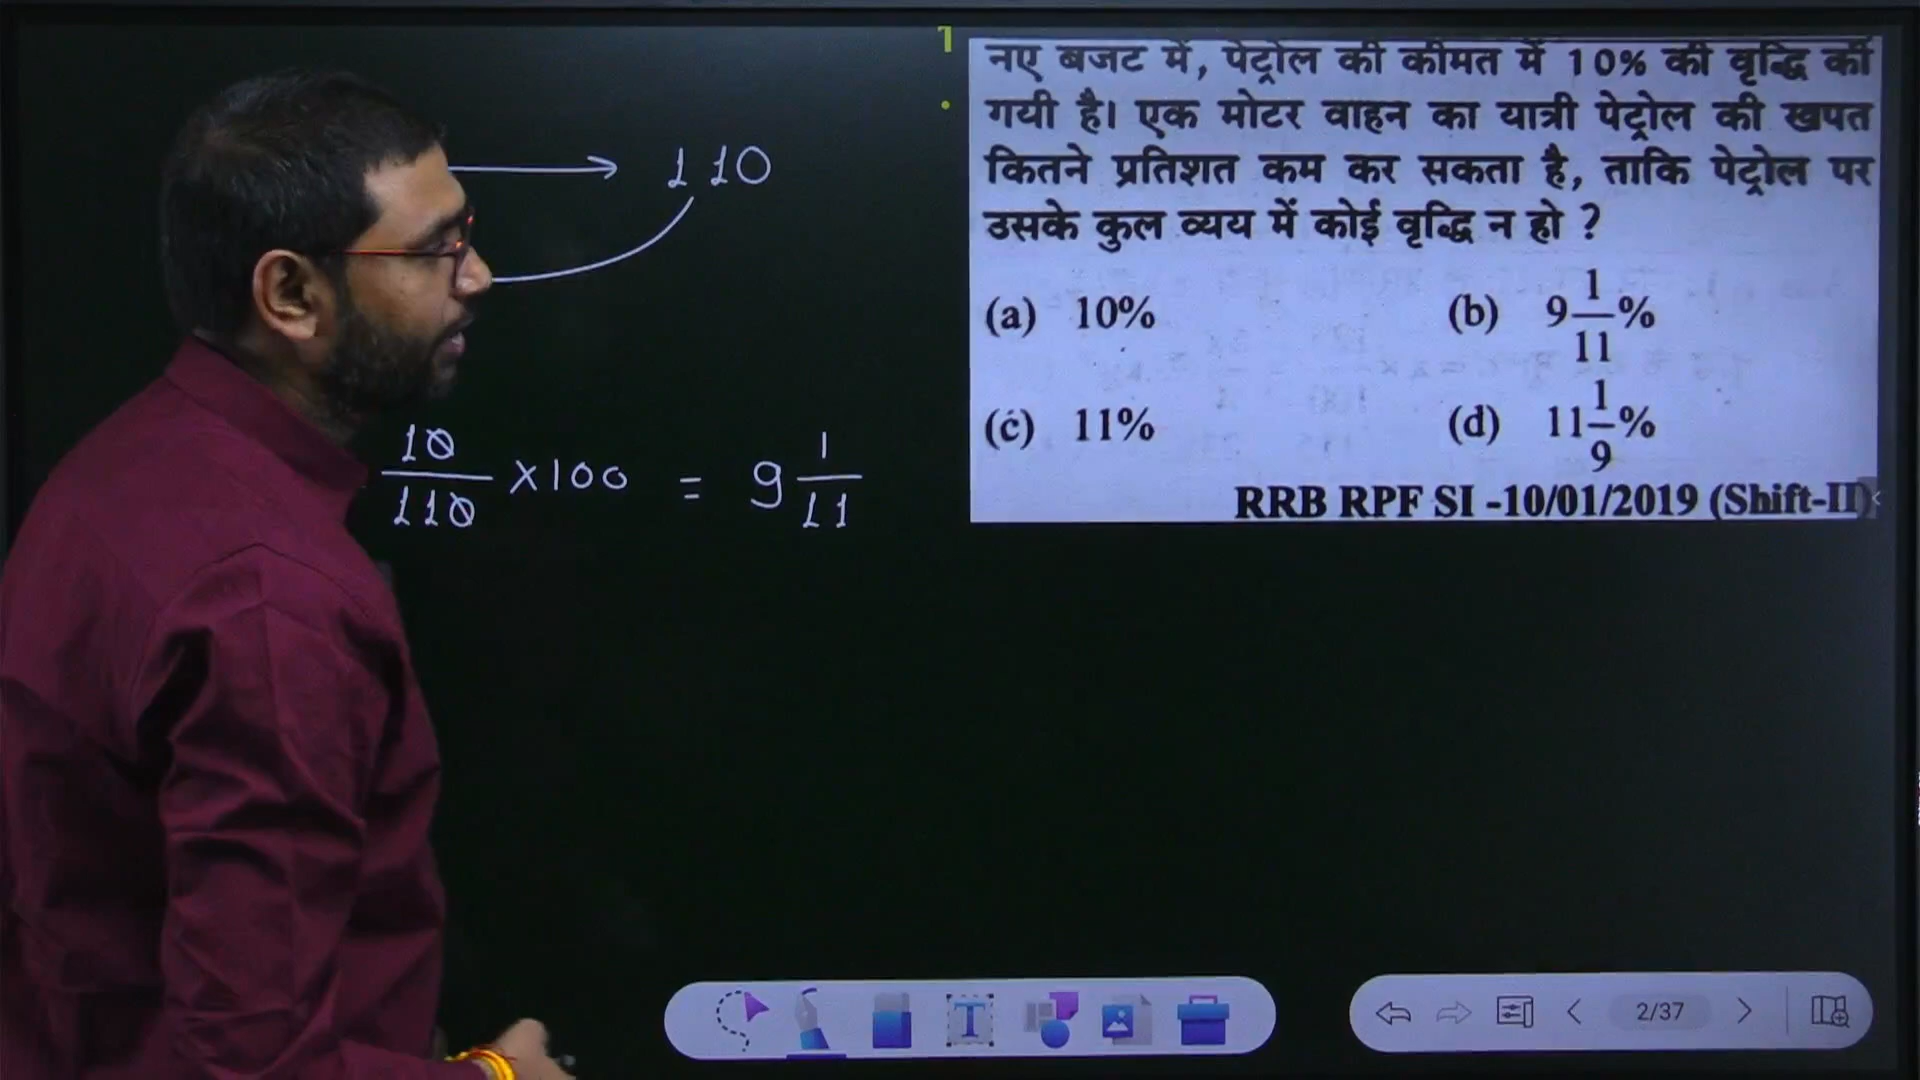 1
.
नए बजट में, पेट्रोल की कीमत में 10% की वृद्धि की
गयी है। एक मोटर वाहन का यात्री पेट्रोल की खपत
कितने प्रतिशत कम कर सकता है, ताकि पेट्रोल पर
उसके कुल व्यय में कोई वृद्धि न हो ?
(a) 10% (b) 9 1/11 %
(c) 11% (d) 11 1/9 %
RRB RPF SI -10/01/2019 (Shift-II)
110
10/110 ×100 = 9 1/11
T
2/37